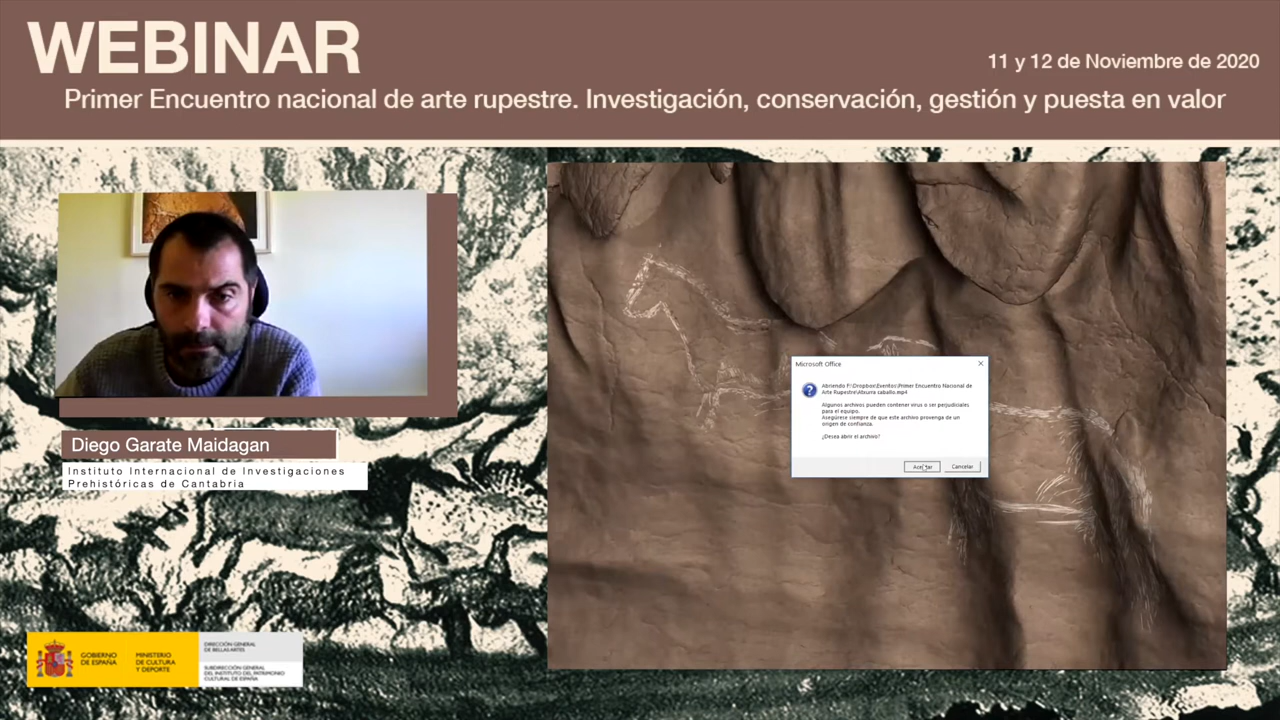 WEBINAR
11 y 12 de Noviembre de 2020
Primer Encuentro nacional de arte rupestre. Investigación, conservación, gestión y puesta en valor
Diego Garate Maidagan
Instituto Internacional de Investigaciones
Prehistóricas de Cantabria
Microsoft Office
Abriendo F:\Dropbox\Eventos\Primer Encuentro Nacional de
Arte Rupestre\Atxurra caballo.mp4
Algunos archivos pueden contener virus o ser perjudiciales
para el equipo.
Asegúrese siempre de que este archivo provenga de un
origen de confianza.
¿Desea abrir el archivo?
Aceptar
Cancelar
GOBIERNO
DE ESPAÑA
MINISTERIO
DE CULTURA
Y DEPORTE
DIRECCIÓN GENERAL
DE BELLAS ARTES
SUBDIRECCIÓN GENERAL
DEL INSTITUTO DEL PATRIMONIO
CULTURAL DE ESPAÑA